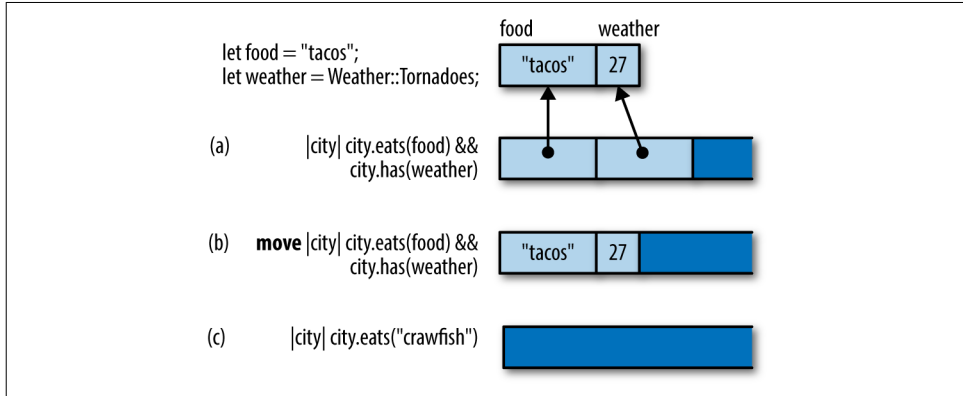 food weather
let food = "tacos";
let weather = Weather::Tornadoes;
"tacos" 27
(a) |city| city.eats(food) &&
city.has(weather)
(b) move |city| city.eats(food) &&
city.has(weather)
"tacos" 27
(c) |city| city.eats("crawfish")